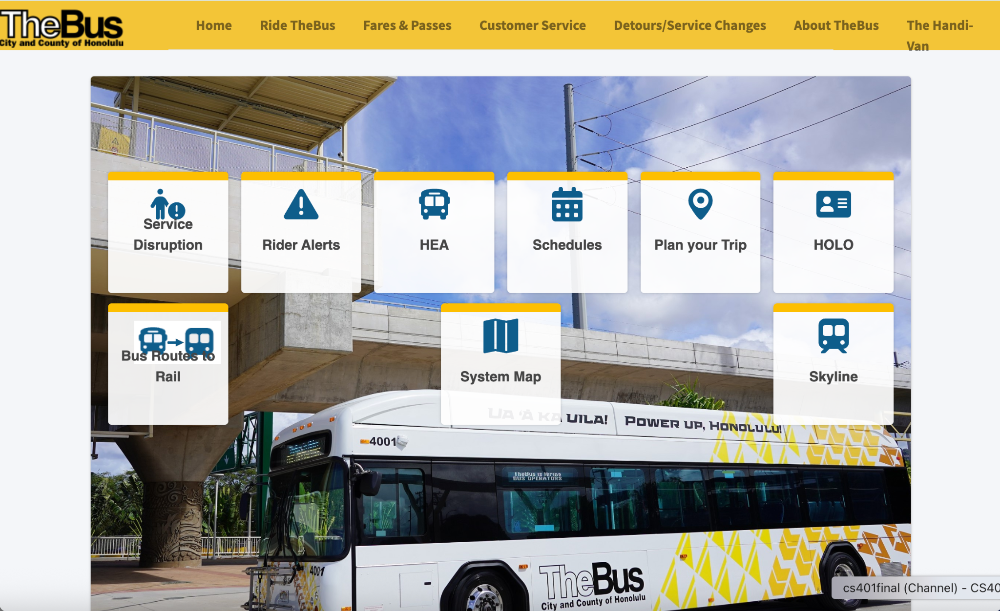 TheBus
City and County of Honolulu
Home
Ride TheBus
Fares & Passes
Customer Service
Detours/Service Changes
About TheBus
The Handi-
Van
Service
Disruption
Rider Alerts
HEA
Schedules
Plan your Trip
HOLO
Bus Routes to
Rail
System Map
Skyline
UA ʻĀ KA UILA!
POWER UP, HONOLULU!
4001
TheBus is Hiring
BUS OPERATORS
4001
TheBus
City and County of Honolulu
cs401final (Channel) - CS40